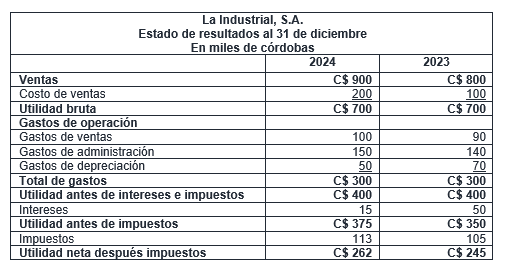 La Industrial, S.A.
Estado de resultados al 31 de diciembre
En miles de córdobas
2024 2023
Ventas C$ 900 C$ 800
Costo de ventas 200 100
Utilidad bruta C$ 700 C$ 700
Gastos de operación
Gastos de ventas 100 90
Gastos de administración 150 140
Gastos de depreciación 50 70
Total de gastos C$ 300 C$ 300
Utilidad antes de intereses e impuestos C$ 400 C$ 400
Intereses 15 50
Utilidad antes de impuestos C$ 375 C$ 350
Impuestos 113 105
Utilidad neta después impuestos C$ 262 C$ 245